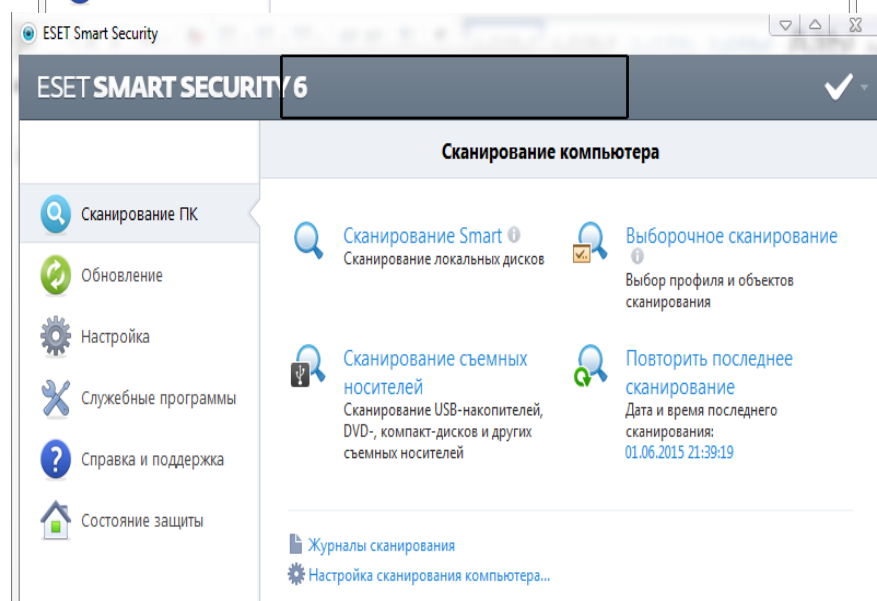 ESET Smart Security
ESET SMART SECURITY 6
Сканирование компьютера
Сканирование ПК
Обновление
Настройка
Служебные программы
Справка и поддержка
Состояние защиты
Сканирование Smart
Сканирование локальных дисков
Выборочное сканирование
Выбор профиля и объектов
сканирования
Сканирование съемных
носителей
Сканирование USB-накопителей,
DVD-, компакт-дисков и других
съемных носителей
Повторить последнее
сканирование
Дата и время последнего
сканирования:
01.06.2015 21:39:19
Журналы сканирования
Настройка сканирования компьютера...